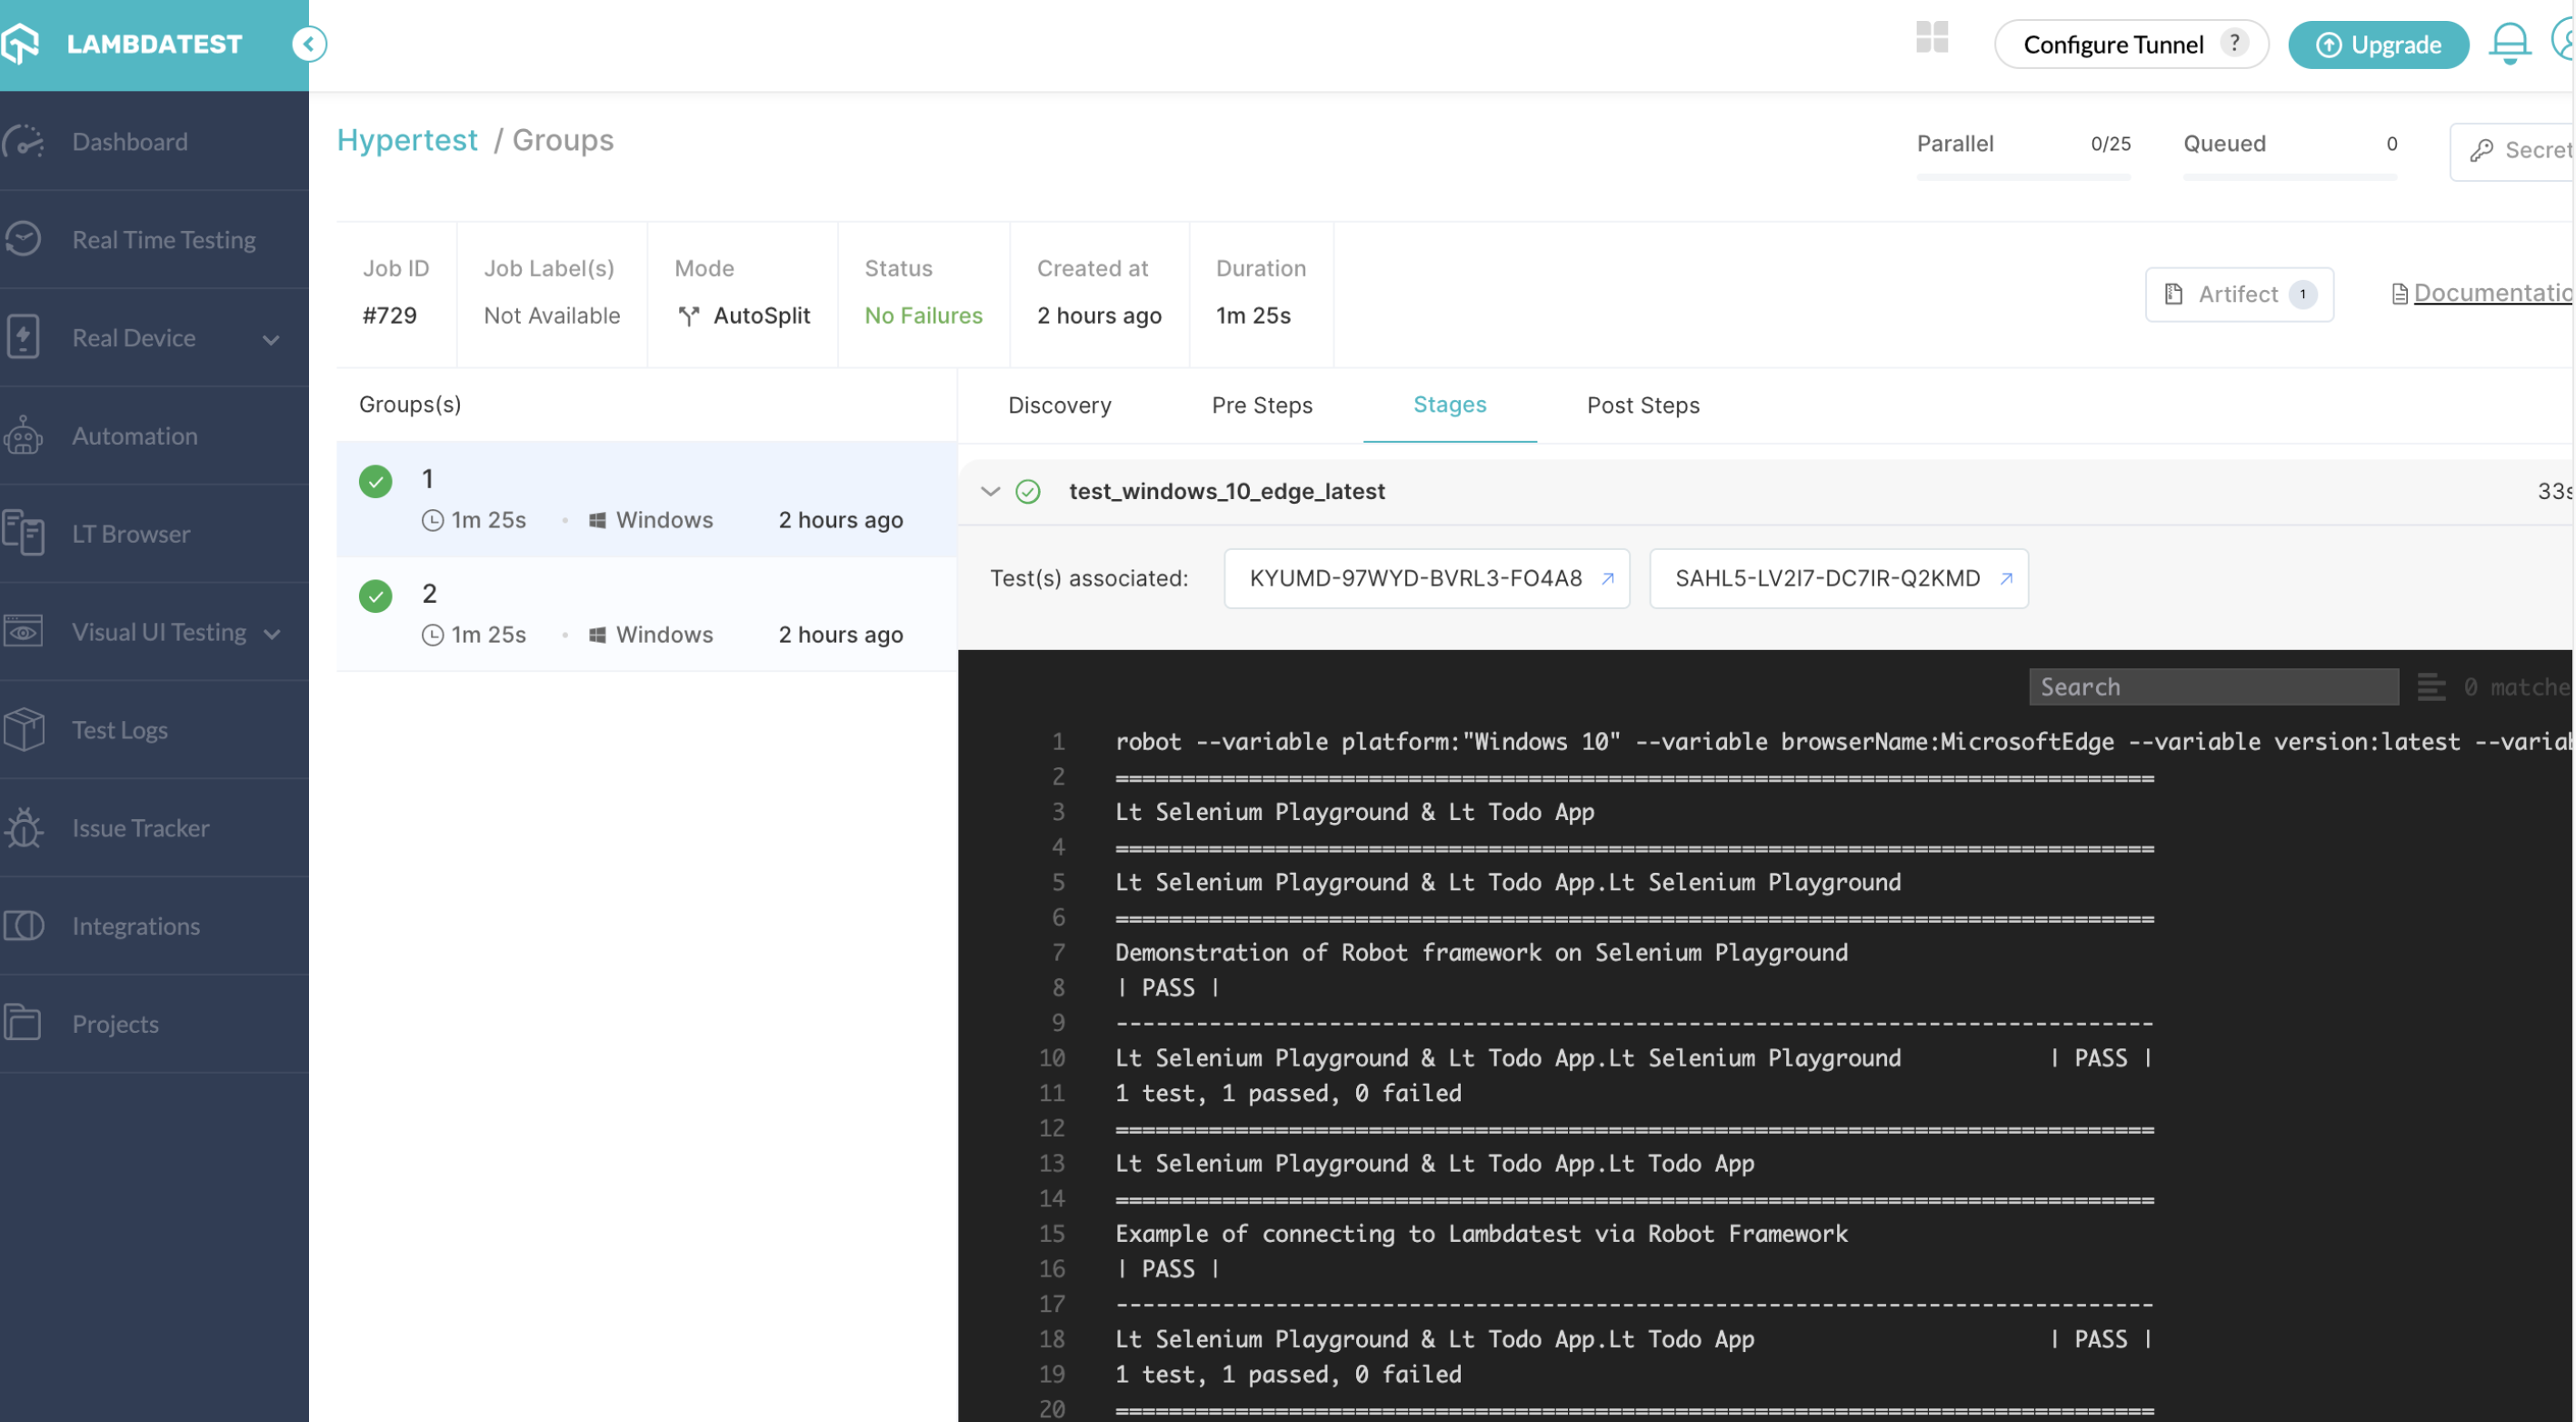 LAMBDATEST
Configure Tunnel ?
Upgrade
Dashboard
Real Time Testing
Real Device
Automation
LT Browser
Visual UI Testing
Test Logs
Issue Tracker
Integrations
Projects
Hypertest / Groups
Parallel 0/25
Queued 0
Secret
Job ID
#729
Job Label(s)
Not Available
Mode
AutoSplit
Status
No Failures
Created at
2 hours ago
Duration
1m 25s
Artifect 1
Documentatio
Groups(s)
1
1m 25s Windows 2 hours ago
2
1m 25s Windows 2 hours ago
Discovery Pre Steps Stages Post Steps
test_windows_10_edge_latest 33s
Test(s) associated: KYUMD-97WYD-BVRL3-FO4A8 SAHL5-LV2I7-DC7IR-Q2KMD
Search 0 matche
1 robot --variable platform:"Windows 10" --variable browserName:MicrosoftEdge --variable version:latest --variab
2 ==============================================================================
3 Lt Selenium Playground & Lt Todo App
4 ==============================================================================
5 Lt Selenium Playground & Lt Todo App.Lt Selenium Playground
6 ==============================================================================
7 Demonstration of Robot framework on Selenium Playground
8 | PASS |
9 ------------------------------------------------------------------------------
10 Lt Selenium Playground & Lt Todo App.Lt Selenium Playground | PASS |
11 1 test, 1 passed, 0 failed
12 ==============================================================================
13 Lt Selenium Playground & Lt Todo App.Lt Todo App
14 ==============================================================================
15 Example of connecting to Lambdatest via Robot Framework
16 | PASS |
17 ------------------------------------------------------------------------------
18 Lt Selenium Playground & Lt Todo App.Lt Todo App | PASS |
19 1 test, 1 passed, 0 failed
20 ==============================================================================